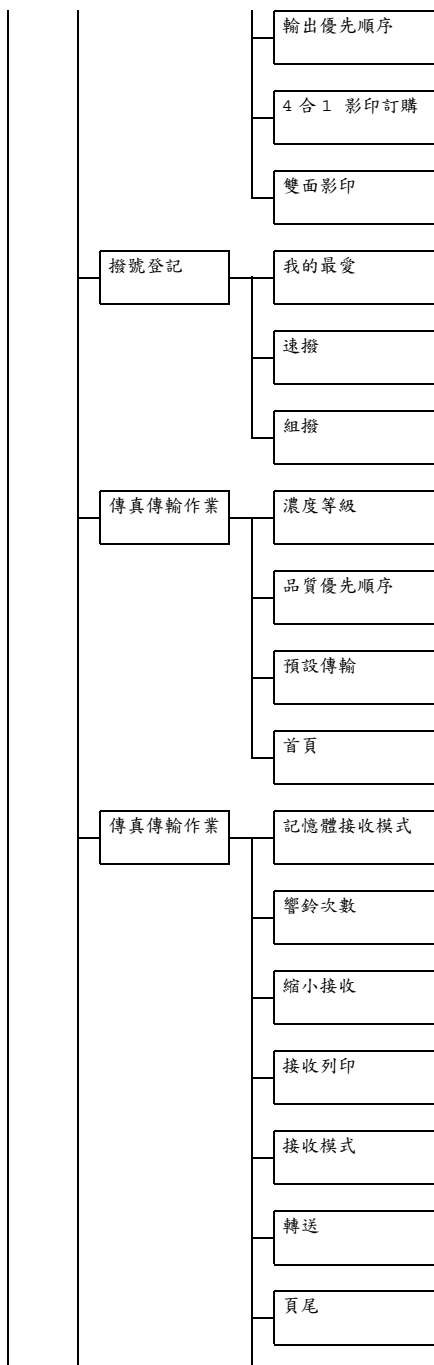 輸出優先順序
4 合 1 影印訂購
雙面影印
撥號登記
我的最愛
速撥
組撥
傳真傳輸作業
濃度等級
品質優先順序
預設傳輸
首頁
傳真傳輸作業
記憶體接收模式
響鈴次數
縮小接收
接收列印
接收模式
轉送
頁尾